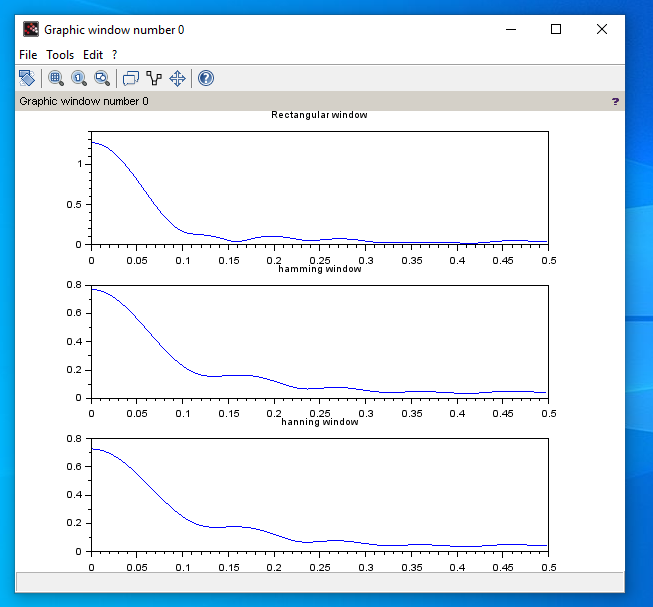 Graphic window number 0
File Tools Edit ?
Graphic window number 0 ?
Rectangular window
1
0.5
0
0 0.05 0.1 0.15 0.2 0.25 0.3 0.35 0.4 0.45 0.5
hamming window
0.8
0.6
0.4
0.2
0
0 0.05 0.1 0.15 0.2 0.25 0.3 0.35 0.4 0.45 0.5
hanning window
0.8
0.6
0.4
0.2
0
0 0.05 0.1 0.15 0.2 0.25 0.3 0.35 0.4 0.45 0.5